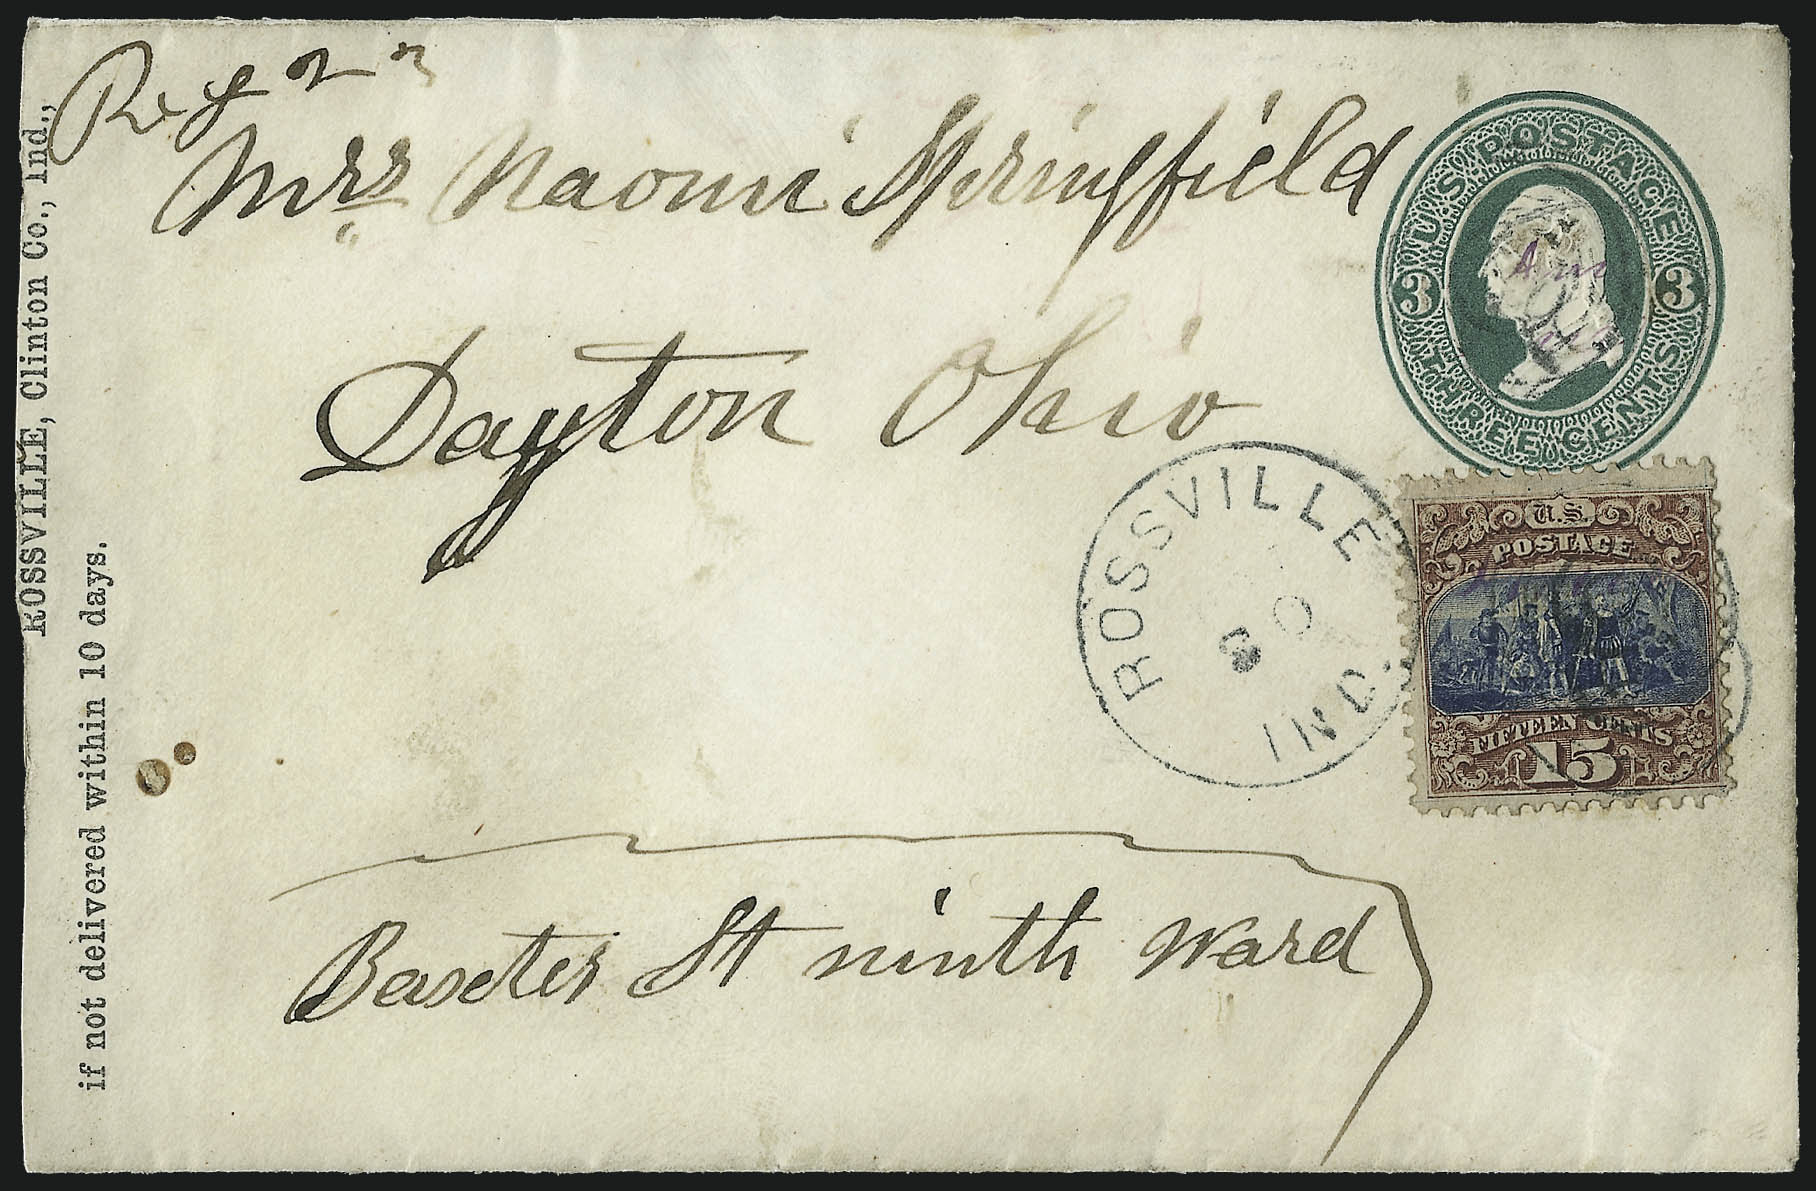 Reg 23
Mrs Naomi Springfield
Dayton Ohio
Baxter St ninth Ward
ROSSVILLE, Clinton Co., Ind.,
if not delivered within 10 days.
U.S. POSTAGE
3 3
THREE CENTS
ROSSVILLE
IND.
U.S.
POSTAGE
FIFTEEN CENTS
15